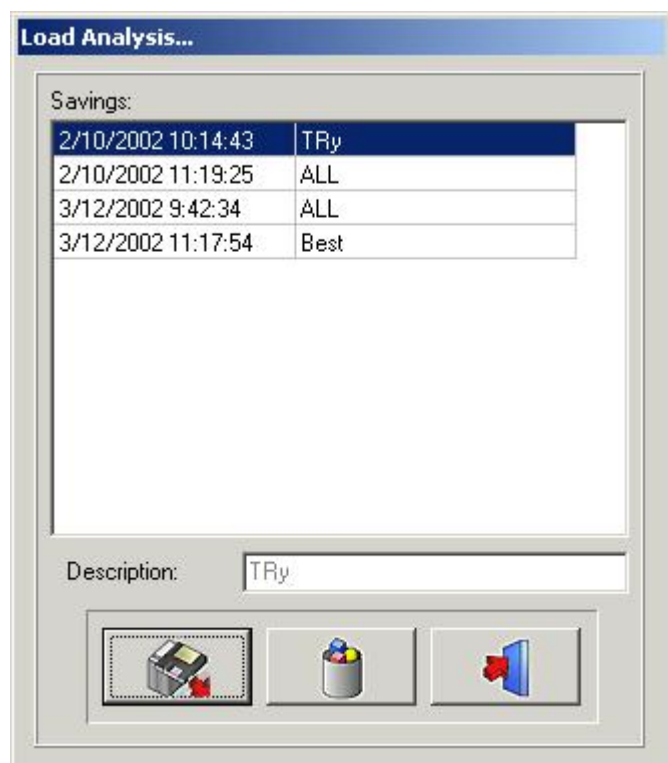 Load Analysis...
Savings:
2/10/2002 10:14:43 TRy
2/10/2002 11:19:25 ALL
3/12/2002 9:42:34 ALL
3/12/2002 11:17:54 Best
Description: TRy